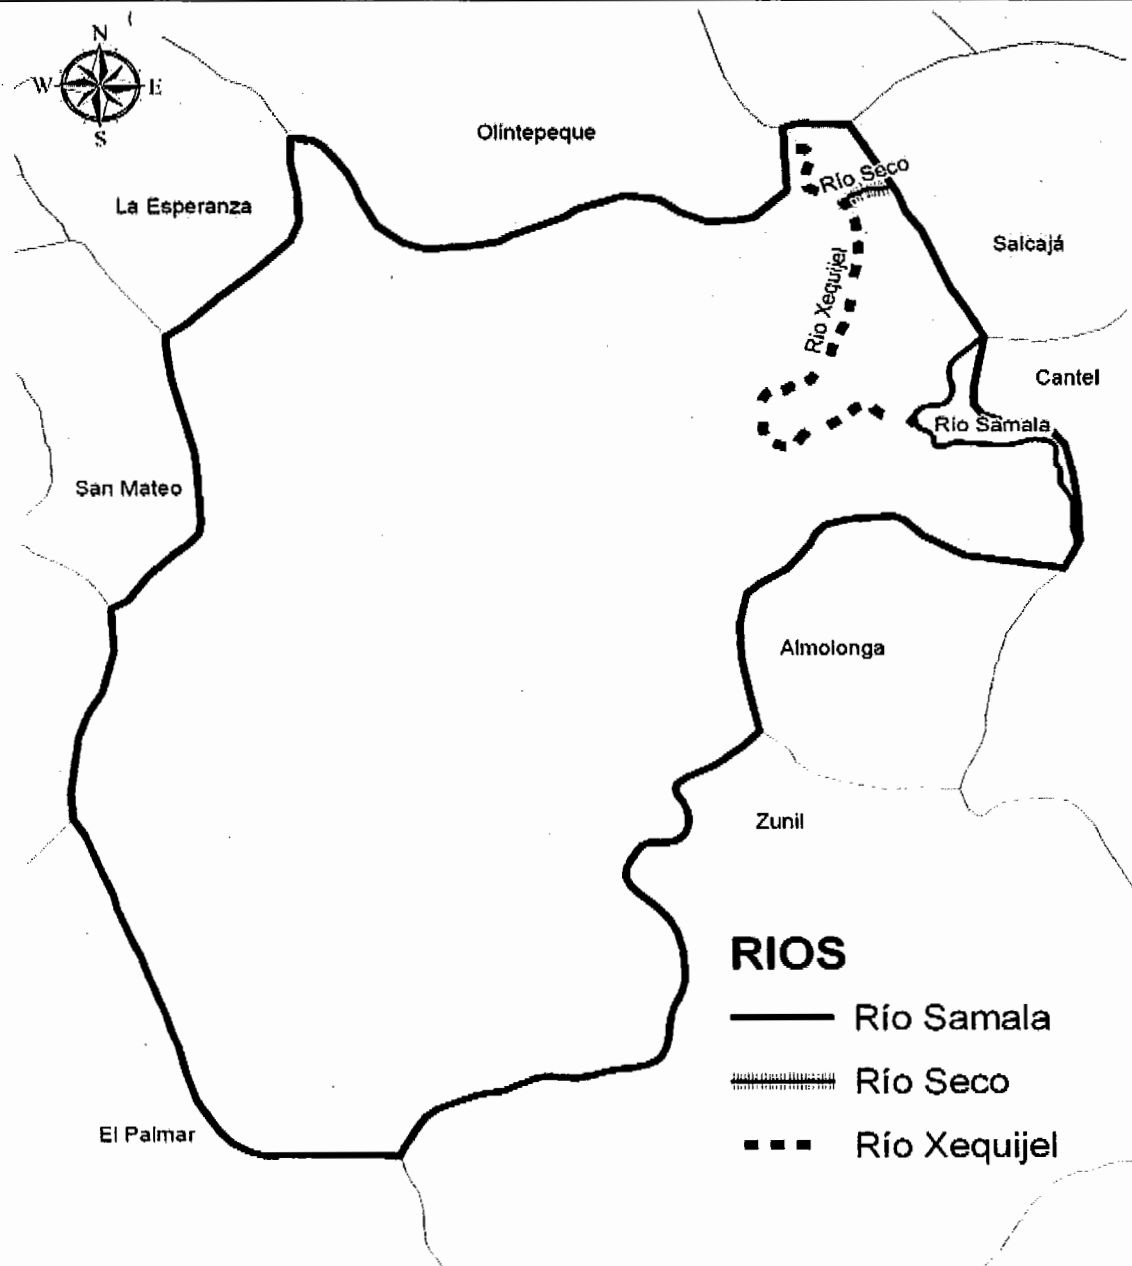 N
W
E
S
Olintepeque
La Esperanza
Río Seco
Salcajá
Río Xequijel
Cantel
Río Samala
San Mateo
Almolonga
Zunil
RIOS
Río Samala
Río Seco
Río Xequijel
El Palmar